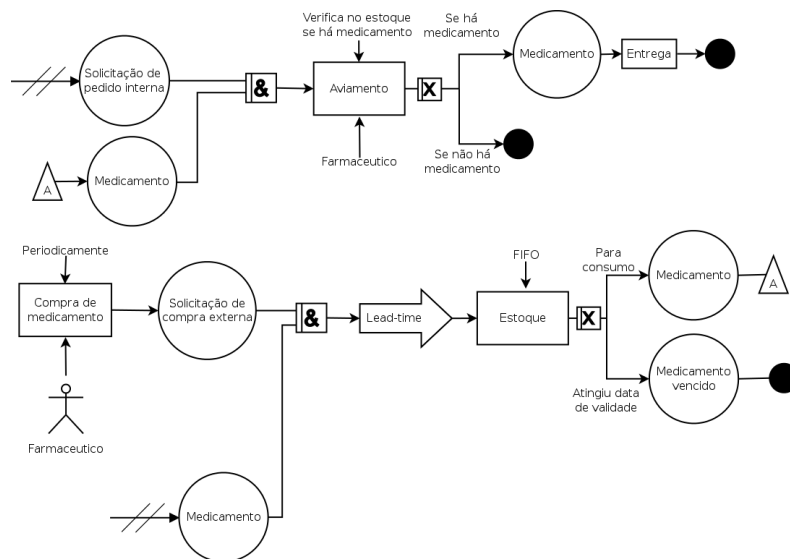 Verifica no estoque
se há medicamento
Se há
medicamento
Solicitação de
pedido interna
&
Aviamento
X
Medicamento
Entrega
A
Medicamento
Farmaceutico
Se não há
medicamento
Periodicamente
Compra de
medicamento
Solicitação de
compra externa
&
Lead-time
FIFO
Estoque
X
Para
consumo
Medicamento
A
Atingiu data
de validade
Medicamento
vencido
Farmaceutico
Medicamento